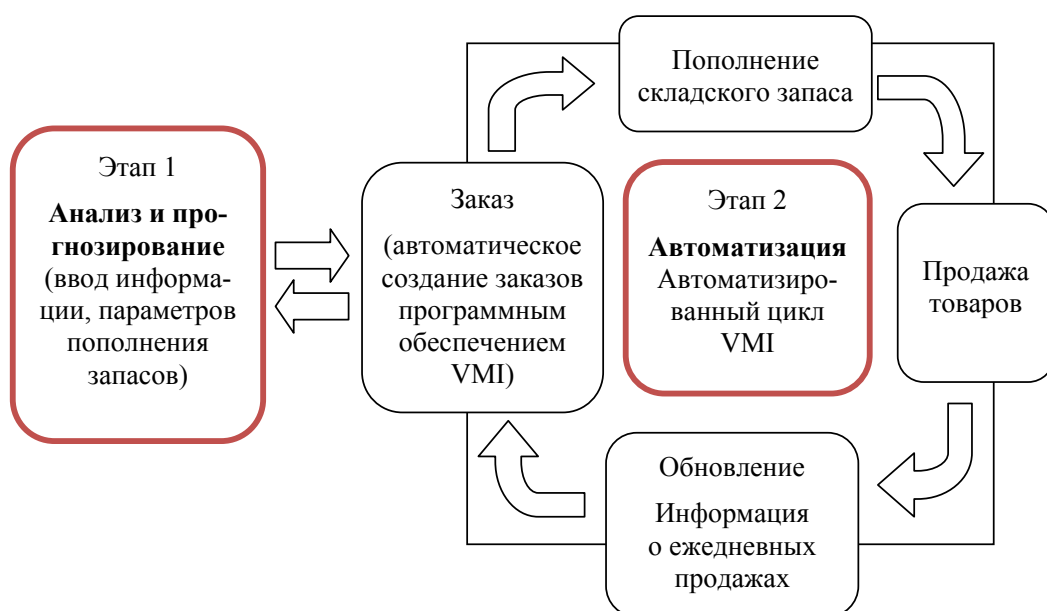 Этап 1
Анализ и про-
гнозирование
(ввод информа-
ции, параметров
пополнения
запасов)
Заказ
(автоматическое
создание заказов
программным
обеспечением
VMI)
Пополнение
складского запаса
Этап 2
Автоматизация
Автоматизиро-
ванный цикл
VMI
Продажа
товаров
Обновление
Информация
о ежедневных
продажах